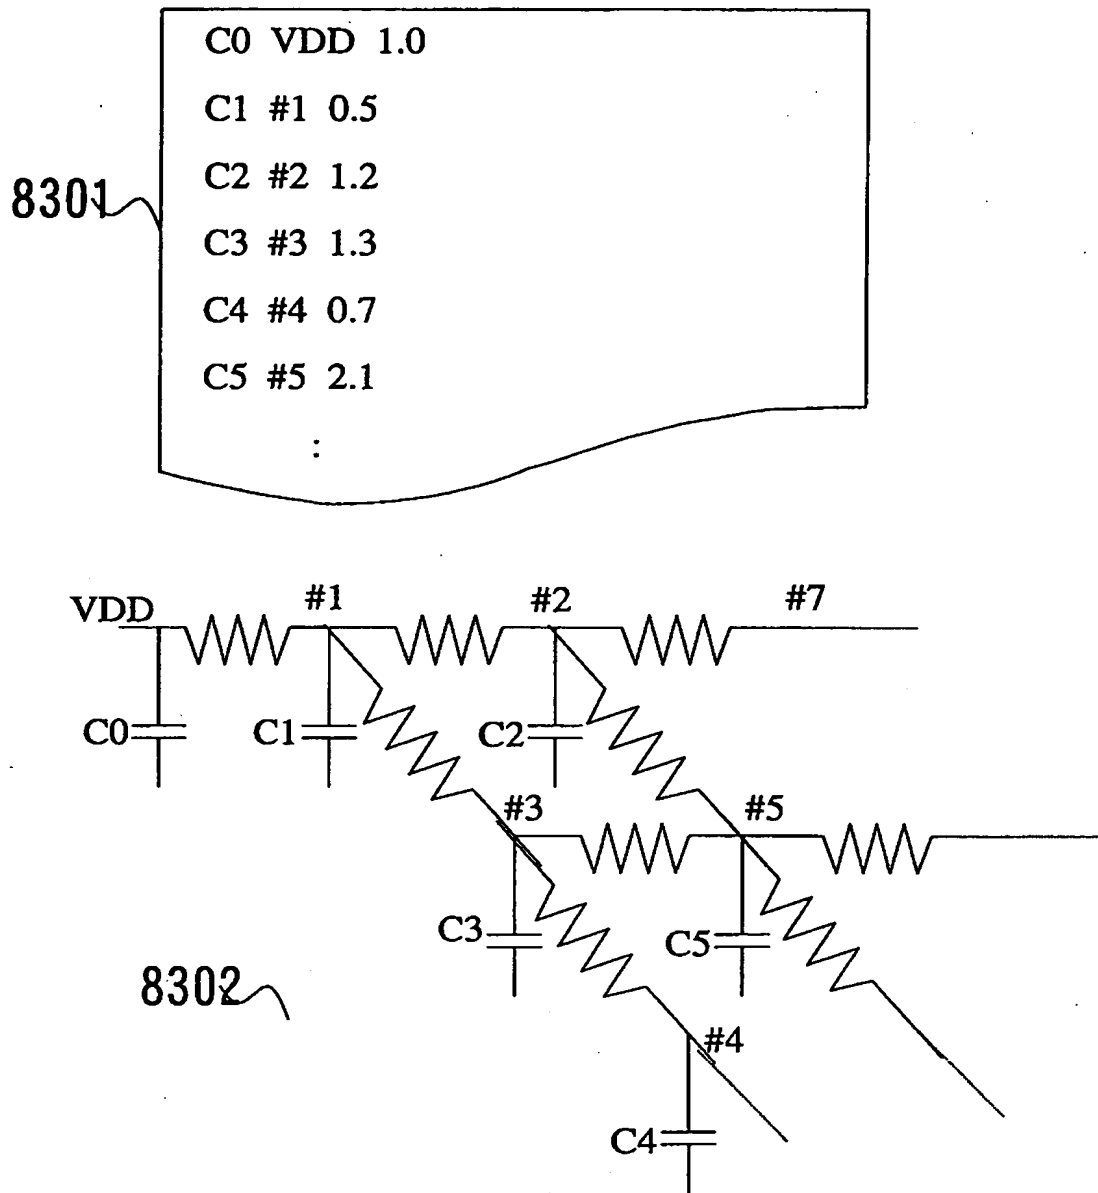 C0 VDD 1.0
C1 #1 0.5
C2 #2 1.2
8301
C3 #3 1.3
C4 #4 0.7
C5 #5 2.1
:
VDD #1 #2 #7
C0 C1 C2
#3 #5
C3 C5
8302
#4
C4